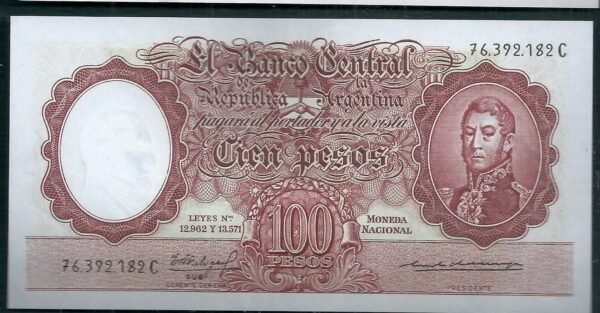 76.392.182 C
El Banco Central
de la
República Argentina
pagará al portador y a la vista
Cien pesos
LEYES Nos
12.962 Y 13.571
100
PESOS
MONEDA
NACIONAL
76.392.182 C
SUB
GERENTE GENERAL
PRESIDENTE